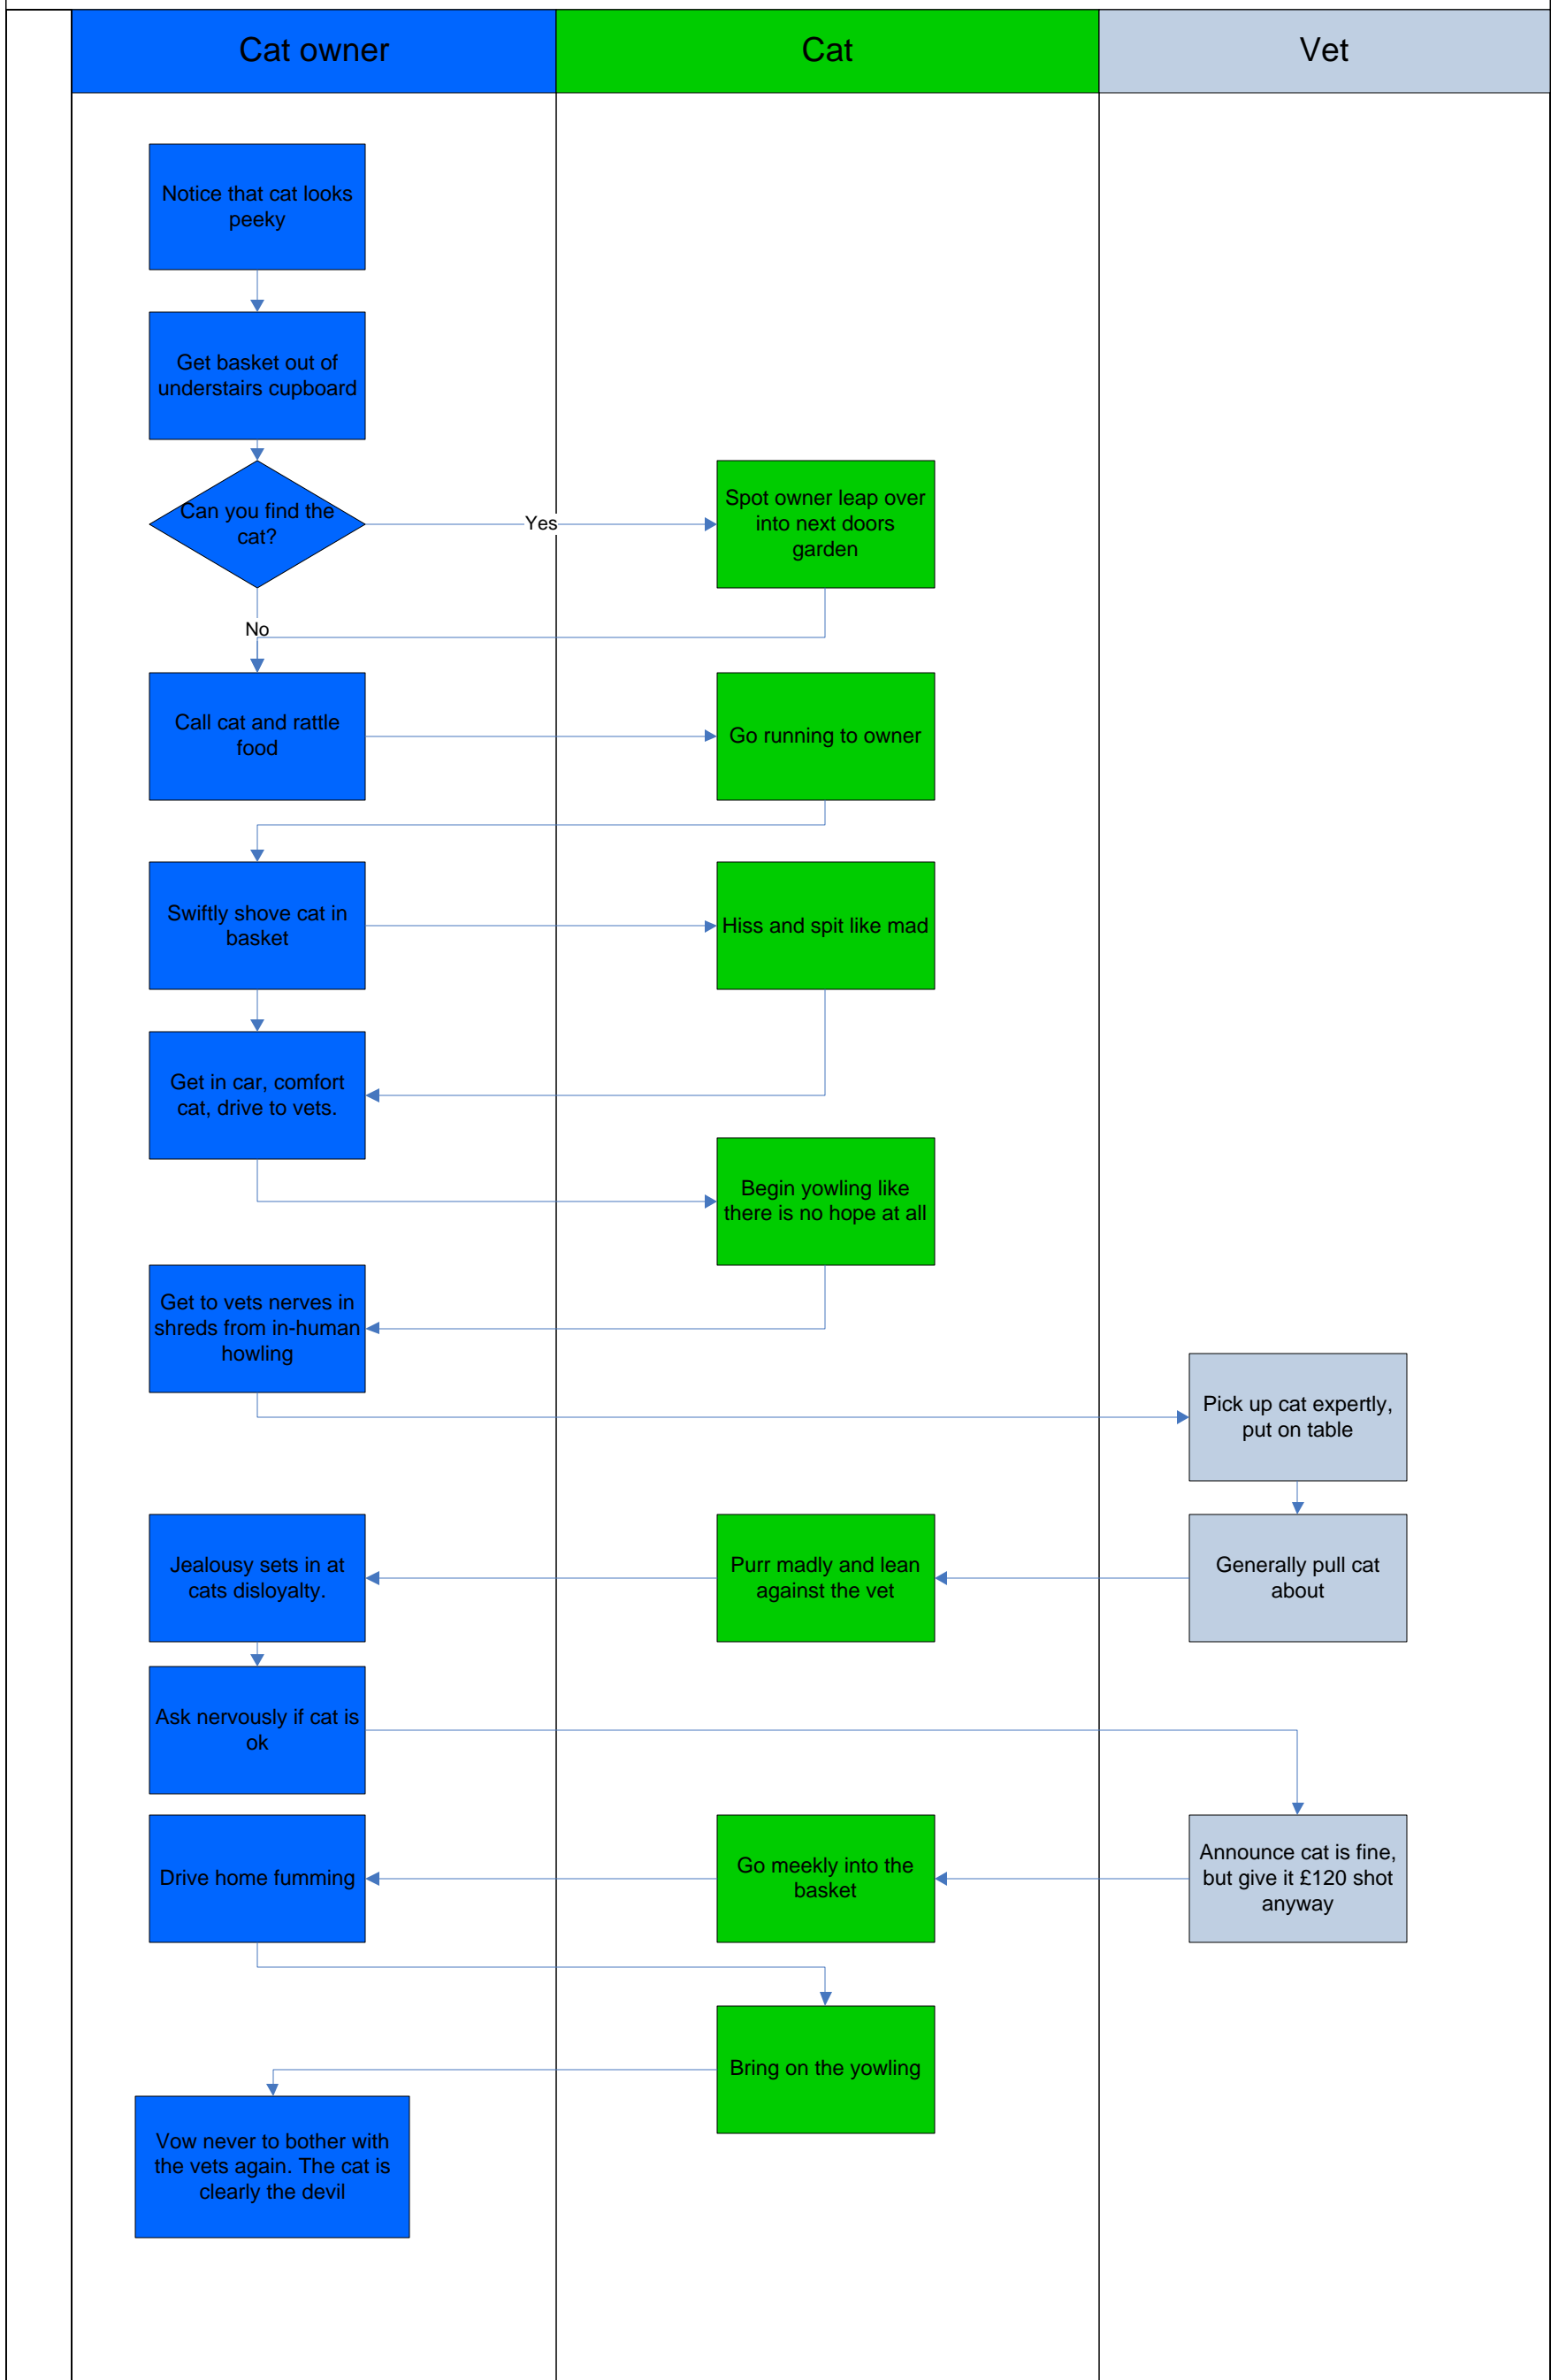 Cat owner
Cat
Vet
Notice that cat looks
peeky
Get basket out of
understairs cupboard
Can you find the
cat?
Yes
Spot owner leap over
into next doors
garden
No
Call cat and rattle
food
Go running to owner
Swiftly shove cat in
basket
Hiss and spit like mad
Get in car, comfort
cat, drive to vets.
Begin yowling like
there is no hope at all
Get to vets nerves in
shreds from in-human
howling
Pick up cat expertly,
put on table
Generally pull cat
about
Purr madly and lean
against the vet
Jealousy sets in at
cats disloyalty.
Ask nervously if cat is
ok
Announce cat is fine,
but give it £120 shot
anyway
Go meekly into the
basket
Drive home fumming
Bring on the yowling
Vow never to bother with
the vets again. The cat is
clearly the devil